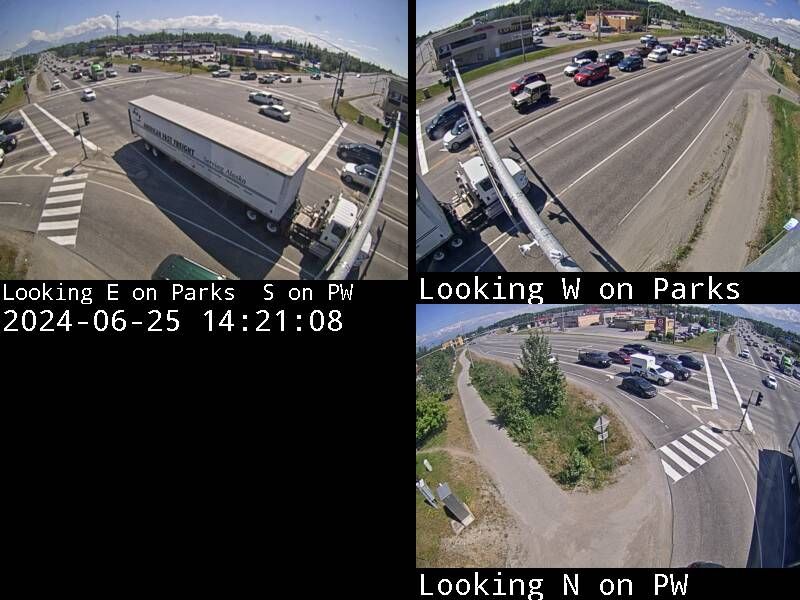 AMERICAN FAST FREIGHT
Serving Alaska
Looking E on Parks  S on PW
2024-06-25 14:21:08
Looking W on Parks
Looking N on PW